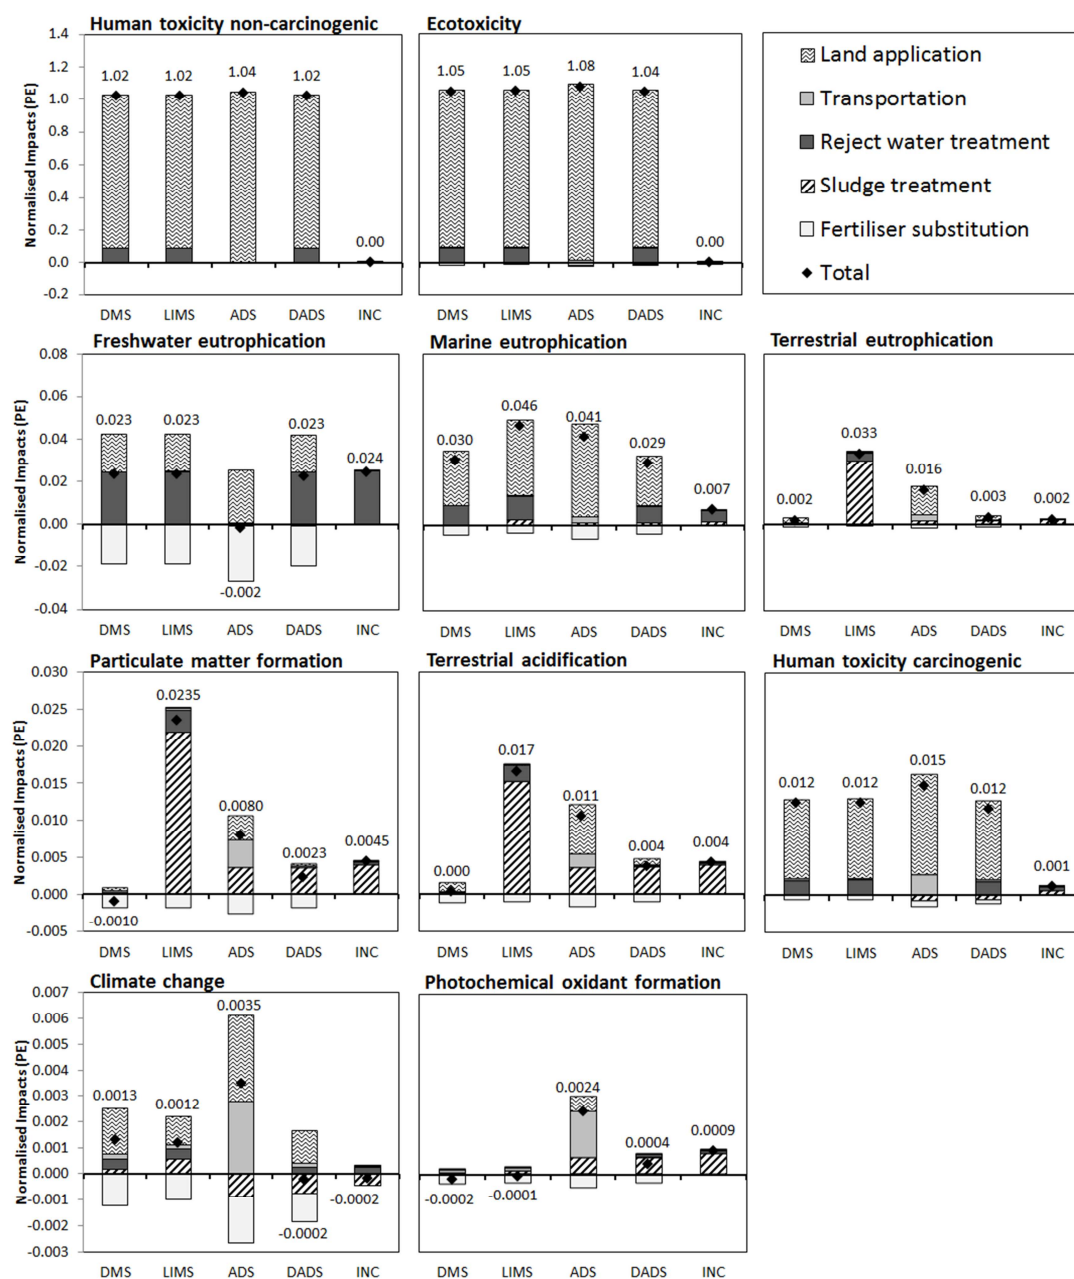 Human toxicity non-carcinogenic
Ecotoxicity
Normalised Impacts (PE)
1.4
1.2
1.0
0.8
0.6
0.4
0.2
0.0
-0.2
1.02
1.02
1.04
1.02
0.00
DMS LIMS ADS DADS INC
1.05
1.05
1.08
1.04
0.00
DMS LIMS ADS DADS INC
Land application
Transportation
Reject water treatment
Sludge treatment
Fertiliser substitution
Total
Freshwater eutrophication
Marine eutrophication
Terrestrial eutrophication
Normalised Impacts (PE)
0.08
0.06
0.04
0.02
0.00
-0.02
-0.04
0.023
0.023
-0.002
0.023
0.024
DMS LIMS ADS DADS INC
0.030
0.046
0.041
0.029
0.007
DMS LIMS ADS DADS INC
0.002
0.033
0.016
0.003
0.002
DMS LIMS ADS DADS INC
Particulate matter formation
Terrestrial acidification
Human toxicity carcinogenic
Normalised Impacts (PE)
0.030
0.025
0.020
0.015
0.010
0.005
0.000
-0.005
-0.0010
0.0235
0.0080
0.0023
0.0045
DMS LIMS ADS DADS INC
0.000
0.017
0.011
0.004
0.004
DMS LIMS ADS DADS INC
0.012
0.012
0.015
0.012
0.001
DMS LIMS ADS DADS INC
Climate change
Photochemical oxidant formation
Normalised Impacts (PE)
0.007
0.006
0.005
0.004
0.003
0.002
0.001
0.000
-0.001
-0.002
-0.003
0.0013
0.0012
0.0035
-0.0002
-0.0002
DMS LIMS ADS DADS INC
-0.0002
-0.0001
0.0024
0.0004
0.0009
DMS LIMS ADS DADS INC